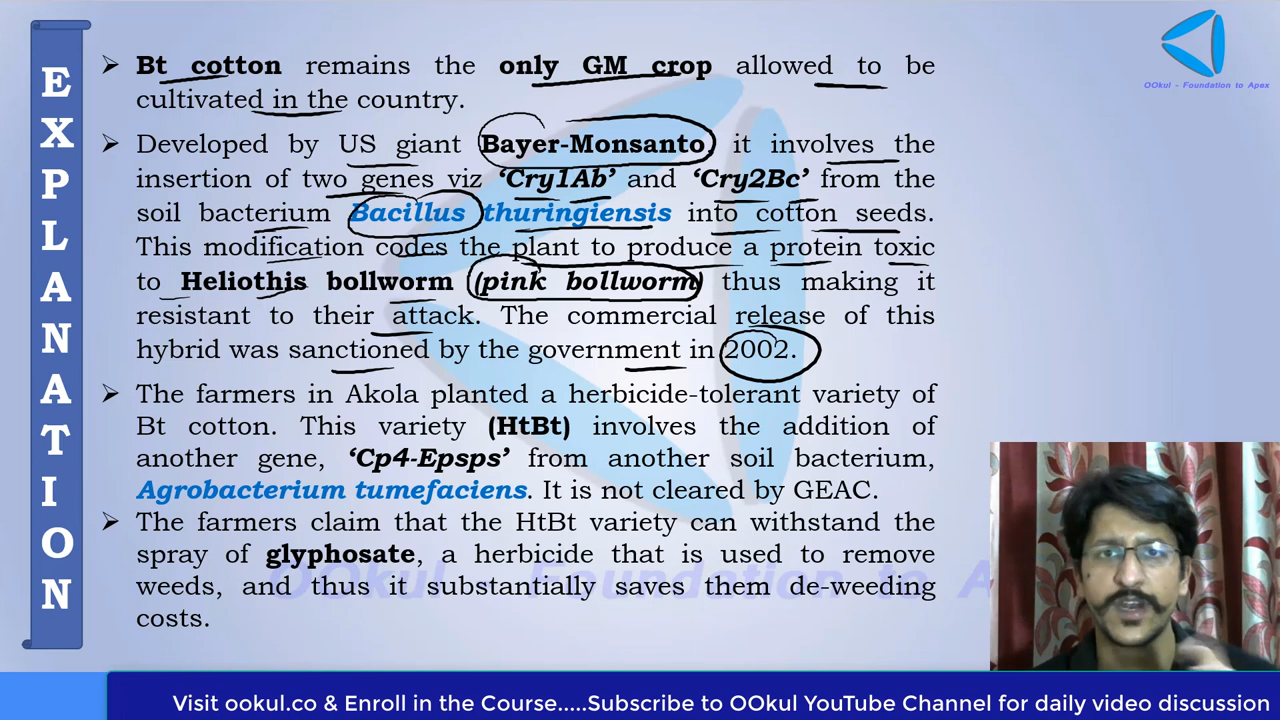 EXPLANATION
➢ Bt cotton remains the only GM crop allowed to be
cultivated in the country.
➢ Developed by US giant Bayer-Monsanto, it involves the
insertion of two genes viz ‘Cry1Ab’ and ‘Cry2Bc’ from the
soil bacterium Bacillus thuringiensis into cotton seeds.
This modification codes the plant to produce a protein toxic
to Heliothis bollworm (pink bollworm) thus making it
resistant to their attack. The commercial release of this
hybrid was sanctioned by the government in 2002.
➢ The farmers in Akola planted a herbicide-tolerant variety of
Bt cotton. This variety (HtBt) involves the addition of
another gene, ‘Cp4-Epsps’ from another soil bacterium,
Agrobacterium tumefaciens. It is not cleared by GEAC.
➢ The farmers claim that the HtBt variety can withstand the
spray of glyphosate, a herbicide that is used to remove
weeds, and thus it substantially saves them de-weeding
costs.
OOkul - Foundation to Apex
OOkul - Foundation to A
Visit ookul.co & Enroll in the Course.....Subscribe to OOkul YouTube Channel for daily video discussion